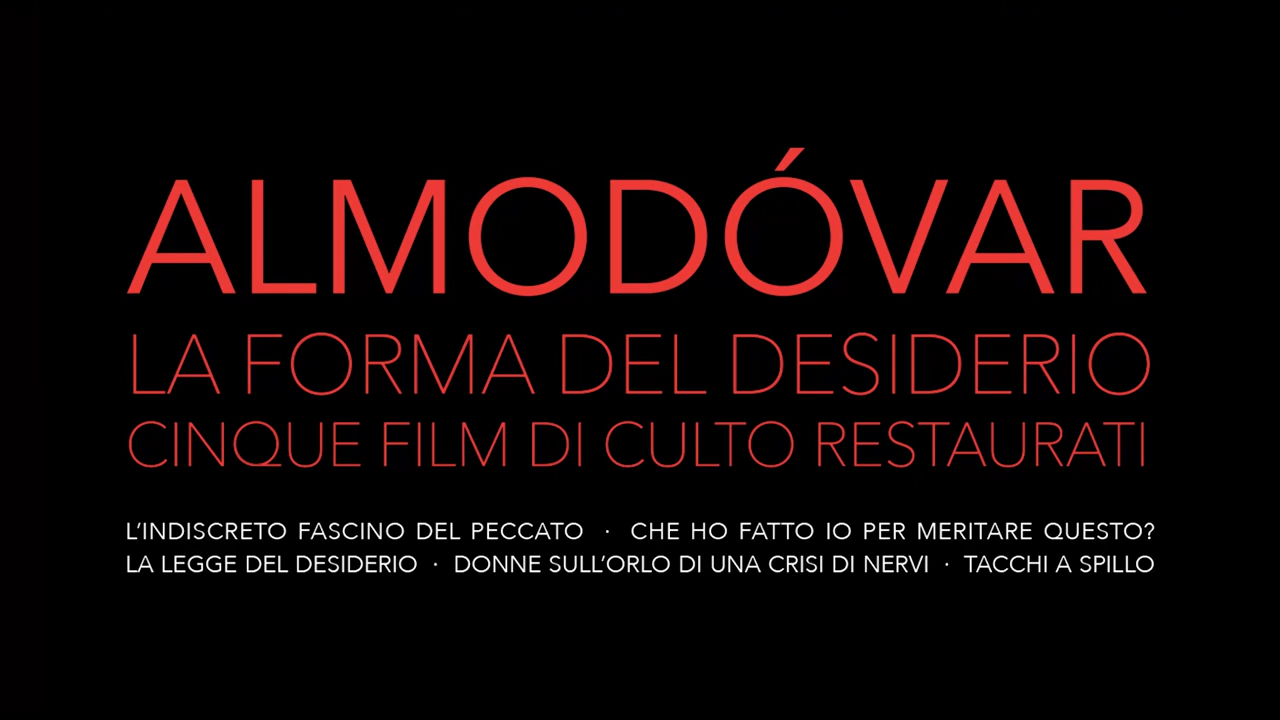 ALMODÓVAR
LA FORMA DEL DESIDERIO
CINQUE FILM DI CULTO RESTAURATI
L’INDISCRETO FASCINO DEL PECCATO · CHE HO FATTO IO PER MERITARE QUESTO?
LA LEGGE DEL DESIDERIO · DONNE SULL’ORLO DI UNA CRISI DI NERVI · TACCHI A SPILLO